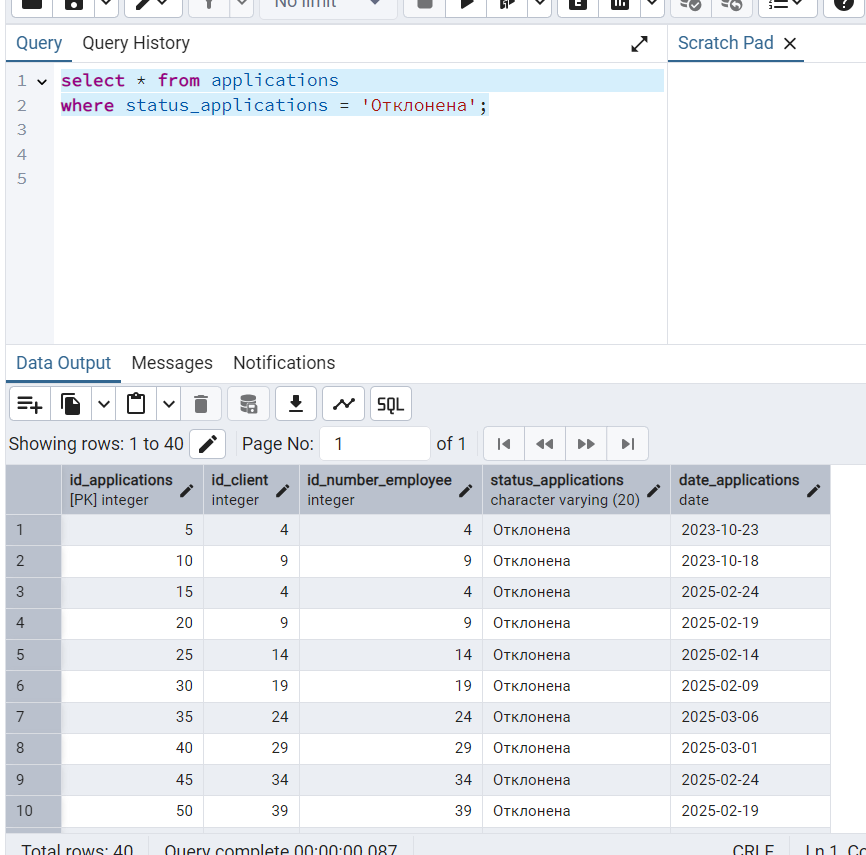 No limit
Query Query History Scratch Pad
1 select * from applications
2 where status_applications = 'Отклонена';
3
4
5
Data Output Messages Notifications
SQL
Showing rows: 1 to 40 Page No: 1 of 1
id_applications id_client id_number_employee status_applications date_applications
[PK] integer integer integer character varying (20) date
1 5 4 4 Отклонена 2023-10-23
2 10 9 9 Отклонена 2023-10-18
3 15 4 4 Отклонена 2025-02-24
4 20 9 9 Отклонена 2025-02-19
5 25 14 14 Отклонена 2025-02-14
6 30 19 19 Отклонена 2025-02-09
7 35 24 24 Отклонена 2025-03-06
8 40 29 29 Отклонена 2025-03-01
9 45 34 34 Отклонена 2025-02-24
10 50 39 39 Отклонена 2025-02-19
Total rows: 40 Query complete 00:00:00.087 CRLF Ln 1, Co